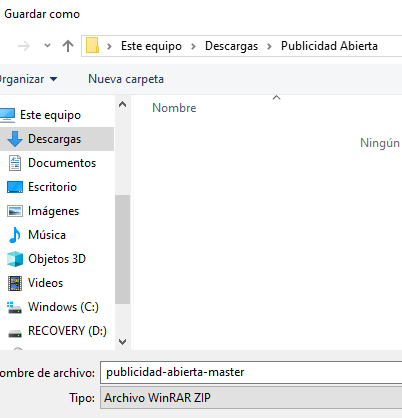 Guardar como
Este equipo > Descargas > Publicidad Abierta
Organizar
Nueva carpeta
Este equipo
Descargas
Documentos
Escritorio
Imágenes
Música
Objetos 3D
Videos
Windows (C:)
RECOVERY (D:)
Nombre
Ningún
ombre de archivo: publicidad-abierta-master
Tipo: Archivo WinRAR ZIP